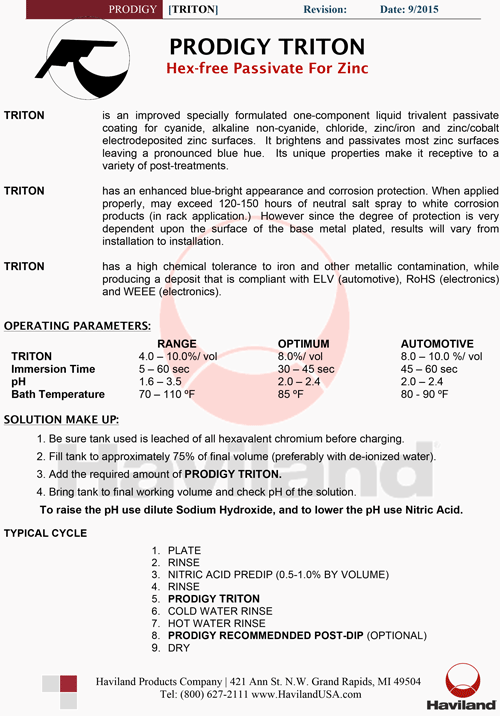 PRODIGY [TRITON] Revision: Date: 9/2015
PRODIGY TRITON
Hex-free Passivate For Zinc
TRITON is an improved specially formulated one-component liquid trivalent passivate
coating for cyanide, alkaline non-cyanide, chloride, zinc/iron and zinc/cobalt
electrodeposited zinc surfaces. It brightens and passivates most zinc surfaces
leaving a pronounced blue hue. Its unique properties make it receptive to a
variety of post-treatments.
TRITON has an enhanced blue-bright appearance and corrosion protection. When applied
properly, may exceed 120-150 hours of neutral salt spray to white corrosion
products (in rack application.) However since the degree of protection is very
dependent upon the surface of the base metal plated, results will vary from
installation to installation.
TRITON has a high chemical tolerance to iron and other metallic contamination, while
producing a deposit that is compliant with ELV (automotive), RoHS (electronics)
and WEEE (electronics).
OPERATING PARAMETERS:
RANGE OPTIMUM AUTOMOTIVE
TRITON 4.0 – 10.0%/ vol 8.0%/ vol 8.0 – 10.0 %/ vol
Immersion Time 5 – 60 sec 30 – 45 sec 45 – 60 sec
pH 1.6 – 3.5 2.0 – 2.4 2.0 – 2.4
Bath Temperature 70 – 110 ºF 85 ºF 80 - 90 ºF
SOLUTION MAKE UP:
1. Be sure tank used is leached of all hexavalent chromium before charging.
2. Fill tank to approximately 75% of final volume (preferably with de-ionized water).
3. Add the required amount of PRODIGY TRITON.
4. Bring tank to final working volume and check pH of the solution.
To raise the pH use dilute Sodium Hydroxide, and to lower the pH use Nitric Acid.
Haviland
TYPICAL CYCLE
1. PLATE
2. RINSE
3. NITRIC ACID PREDIP (0.5-1.0% BY VOLUME)
4. RINSE
5. PRODIGY TRITON
6. COLD WATER RINSE
7. HOT WATER RINSE
8. PRODIGY RECOMMEDNDED POST-DIP (OPTIONAL)
9. DRY
Haviland Products Company | 421 Ann St. N.W. Grand Rapids, MI 49504
Tel: (800) 627-2111 www.HavilandUSA.com
Haviland